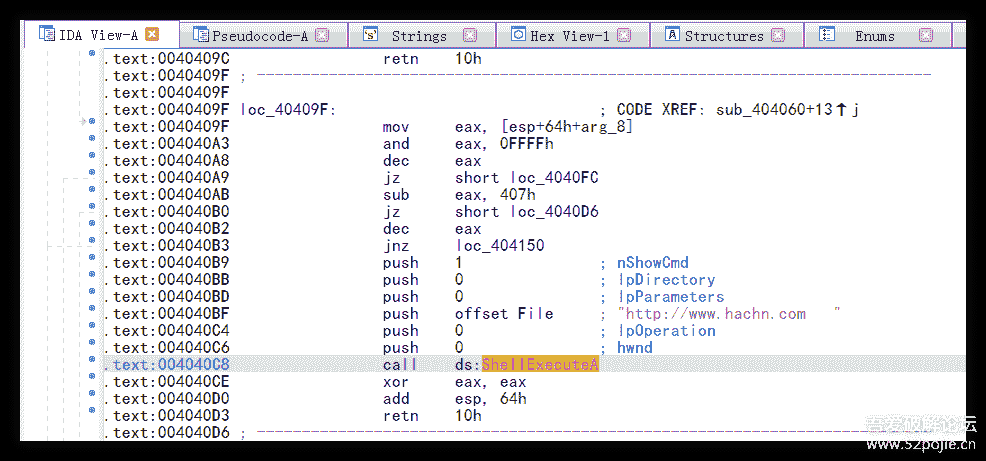 IDA View-A Pseudocode-A Strings Hex View-1 Structures Enums
.text:0040409C retn 10h
.text:0040409F ; ---------------------------------------------------------------------------
.text:0040409F
.text:0040409F loc_40409F: ; CODE XREF: sub_404060+13↑j
.text:0040409F mov eax, [esp+64h+arg_8]
.text:004040A3 and eax, 0FFFFh
.text:004040A8 dec eax
.text:004040A9 jz short loc_4040FC
.text:004040AB sub eax, 407h
.text:004040B0 jz short loc_4040D6
.text:004040B2 dec eax
.text:004040B3 jnz loc_404150
.text:004040B9 push 1 ; nShowCmd
.text:004040BB push 0 ; lpDirectory
.text:004040BD push 0 ; lpParameters
.text:004040BF push offset File ; "http://www.hachn.com   "
.text:004040C4 push 0 ; lpOperation
.text:004040C6 push 0 ; hwnd
.text:004040C8 call ds:ShellExecuteA
.text:004040CE xor eax, eax
.text:004040D0 add esp, 64h
.text:004040D3 retn 10h
.text:004040D6 ; ---------------------------------------------------------------------------
吾爱破解论坛
www.52pojie.cn